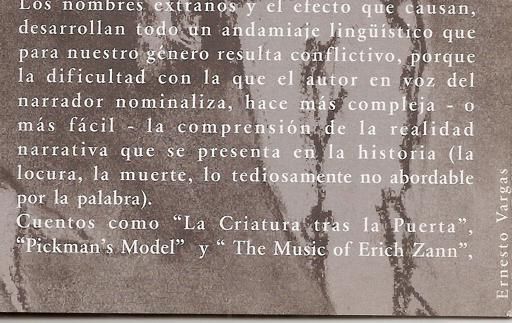 Los nombres extraños y el efecto que causan,
desarrollan todo un andamiaje lingüístico que
para nuestro género resulta conflictivo, porque
la dificultad con la que el autor en voz del
narrador nominaliza, hace más compleja - o
más fácil - la comprensión de la realidad
narrativa que se presenta en la historia (la
locura, la muerte, lo tediosamente no abordable
por la palabra).
Cuentos como “La Criatura tras la Puerta”,
“Pickman's Model” y “ The Music of Erich Zann”,
Ernesto Vargas